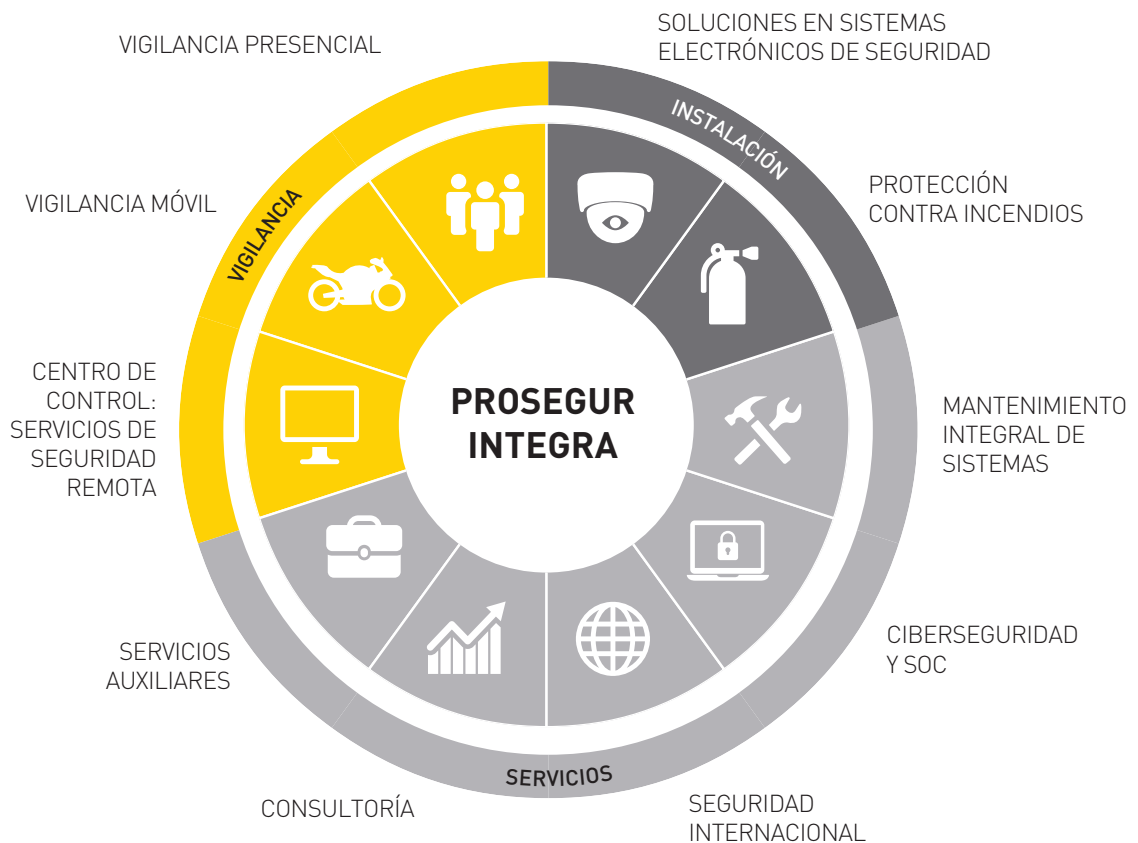 VIGILANCIA PRESENCIAL
SOLUCIONES EN SISTEMAS
ELECTRÓNICOS DE SEGURIDAD
INSTALACIÓN
PROTECCIÓN
CONTRA INCENDIOS
VIGILANCIA MÓVIL
VIGILANCIA
CENTRO DE
CONTROL:
SERVICIOS DE
SEGURIDAD
REMOTA
PROSEGUR
INTEGRA
MANTENIMIENTO
INTEGRAL DE
SISTEMAS
SERVICIOS
AUXILIARES
CIBERSEGURIDAD
Y SOC
SERVICIOS
CONSULTORÍA
SEGURIDAD
INTERNACIONAL